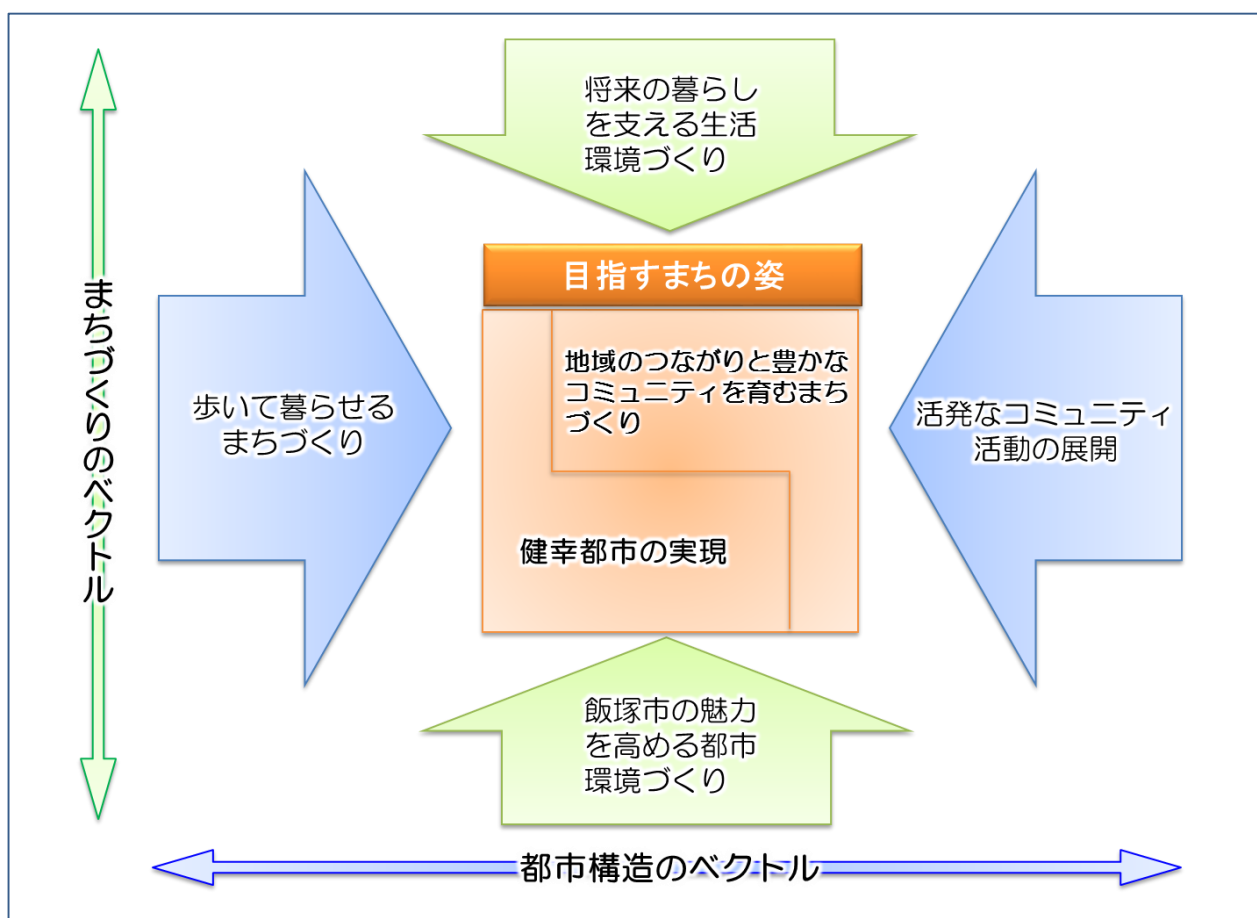 将来の暮らし
を支える生活
環境づくり
目指すまちの姿
まちづくりのベクトル
地域のつながりと豊かな
コミュニティを育むまち
づくり
歩いて暮らせる
まちづくり
活発なコミュニティ
活動の展開
健幸都市の実現
飯塚市の魅力
を高める都市
環境づくり
都市構造のベクトル